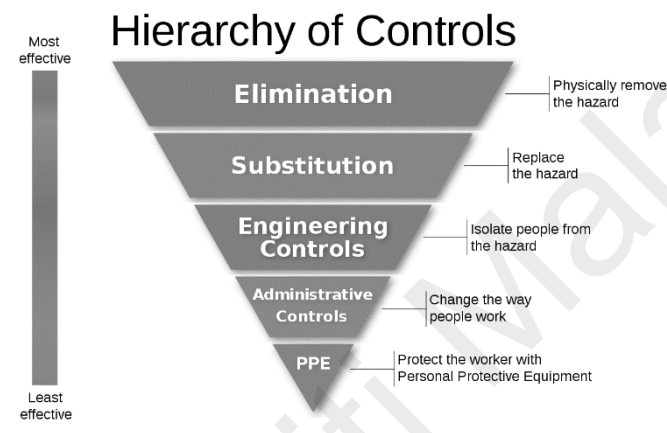 Hierarchy of Controls
Most
effective
Elimination
Physically remove
the hazard
Substitution
Replace
the hazard
Engineering
Controls
Isolate people from
the hazard
Administrative
Controls
Change the way
people work
PPE
Protect the worker with
Personal Protective Equipment
Least
effective